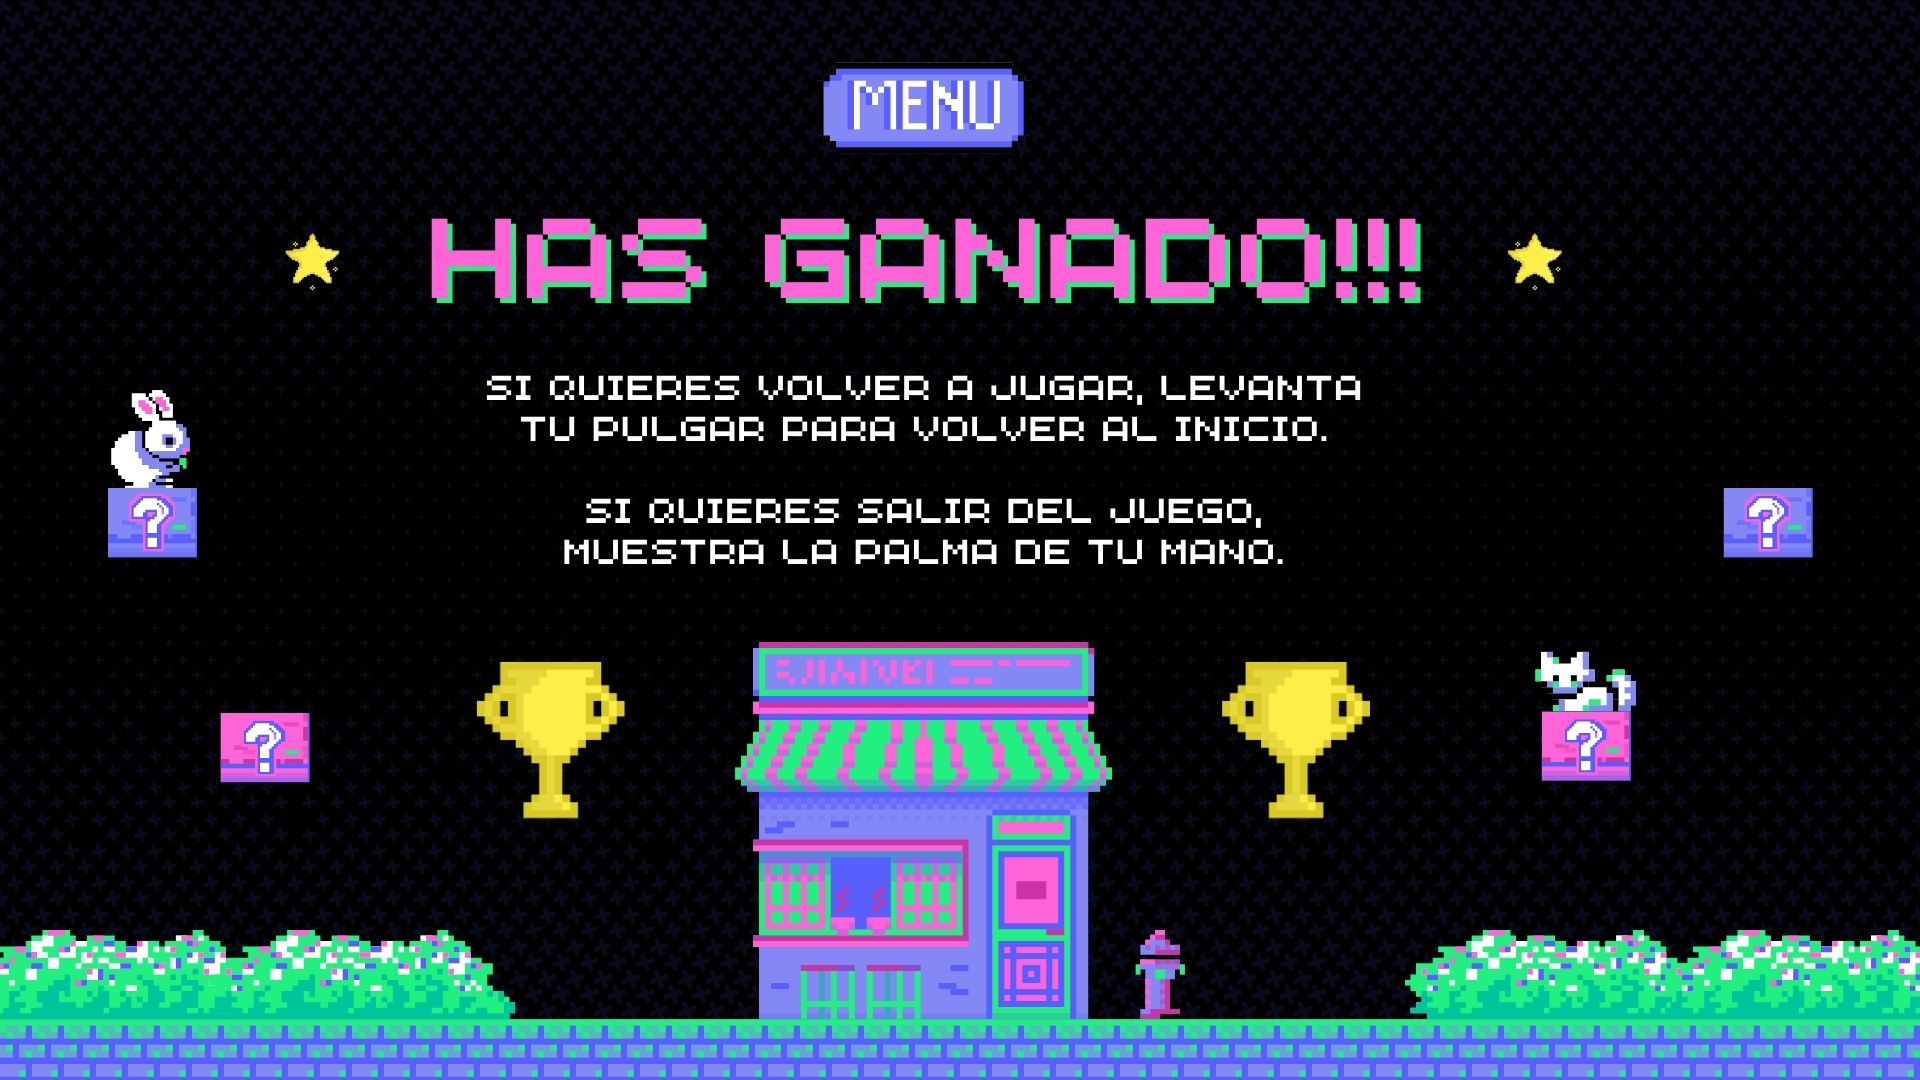 MENU
HAS GANADO!!!
SI QUIERES VOLVER A JUGAR, LEVANTA
TU PULGAR PARA VOLVER AL INICIO.
SI QUIERES SALIR DEL JUEGO,
MUESTRA LA PALMA DE TU MANO.
?
?
?
?